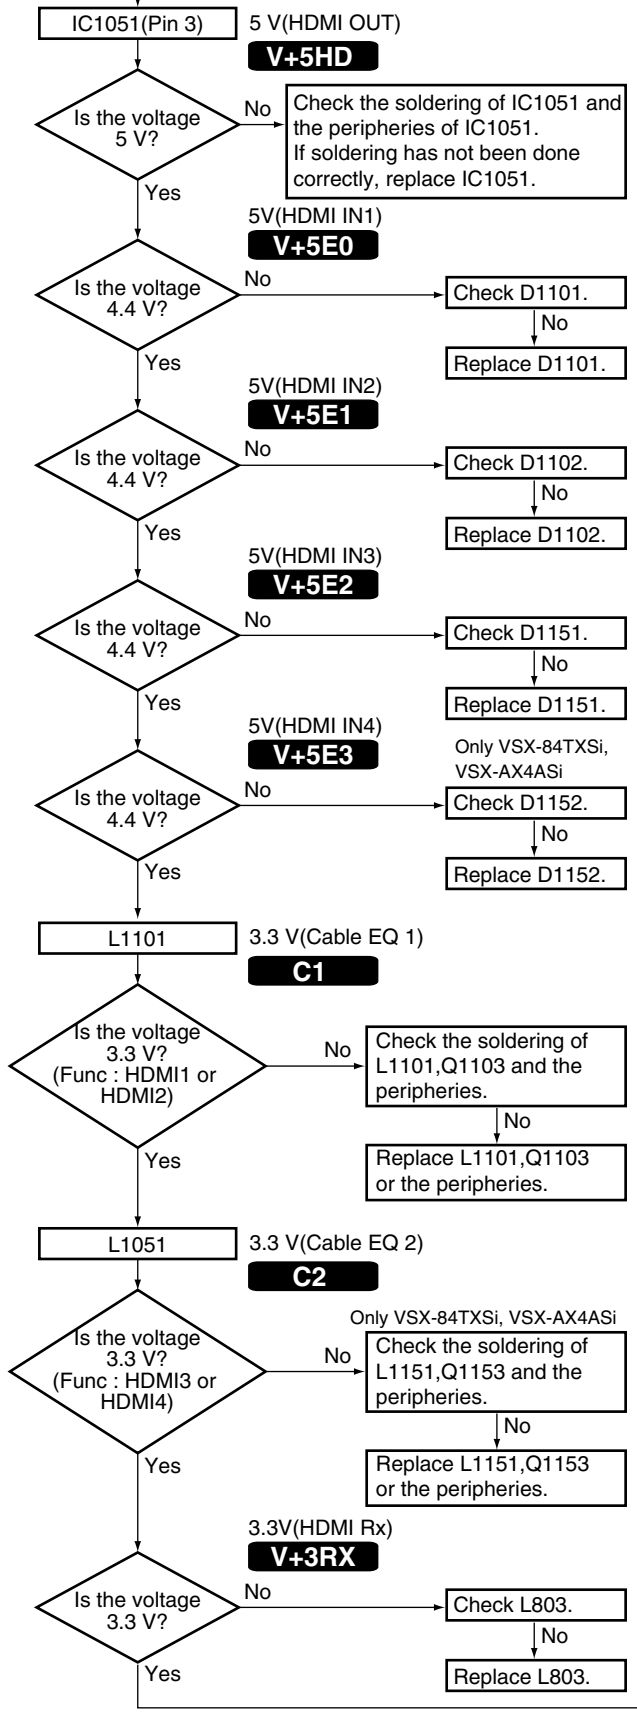 IC1051(Pin 3)
5 V(HDMI OUT)
V+5HD
Is the voltage
5 V?
No
Check the soldering of IC1051 and
the peripheries of IC1051.
If soldering has not been done
correctly, replace IC1051.
Yes
5V(HDMI IN1)
V+5E0
Is the voltage
4.4 V?
No
Check D1101.
No
Replace D1101.
Yes
5V(HDMI IN2)
V+5E1
Is the voltage
4.4 V?
No
Check D1102.
No
Replace D1102.
Yes
5V(HDMI IN3)
V+5E2
Is the voltage
4.4 V?
No
Check D1151.
No
Replace D1151.
Yes
5V(HDMI IN4)
V+5E3
Only VSX-84TXSi,
VSX-AX4ASi
Is the voltage
4.4 V?
No
Check D1152.
No
Replace D1152.
Yes
L1101
3.3 V(Cable EQ 1)
C1
Is the voltage
3.3 V?
(Func : HDMI1 or
HDMI2)
No
Check the soldering of
L1101,Q1103 and the
peripheries.
No
Replace L1101,Q1103
or the peripheries.
Yes
L1051
3.3 V(Cable EQ 2)
C2
Only VSX-84TXSi, VSX-AX4ASi
Is the voltage
3.3 V?
(Func : HDMI3 or
HDMI4)
No
Check the soldering of
L1151,Q1153 and the
peripheries.
No
Replace L1151,Q1153
or the peripheries.
Yes
3.3V(HDMI Rx)
V+3RX
Is the voltage
3.3 V?
No
Check L803.
No
Replace L803.
Yes